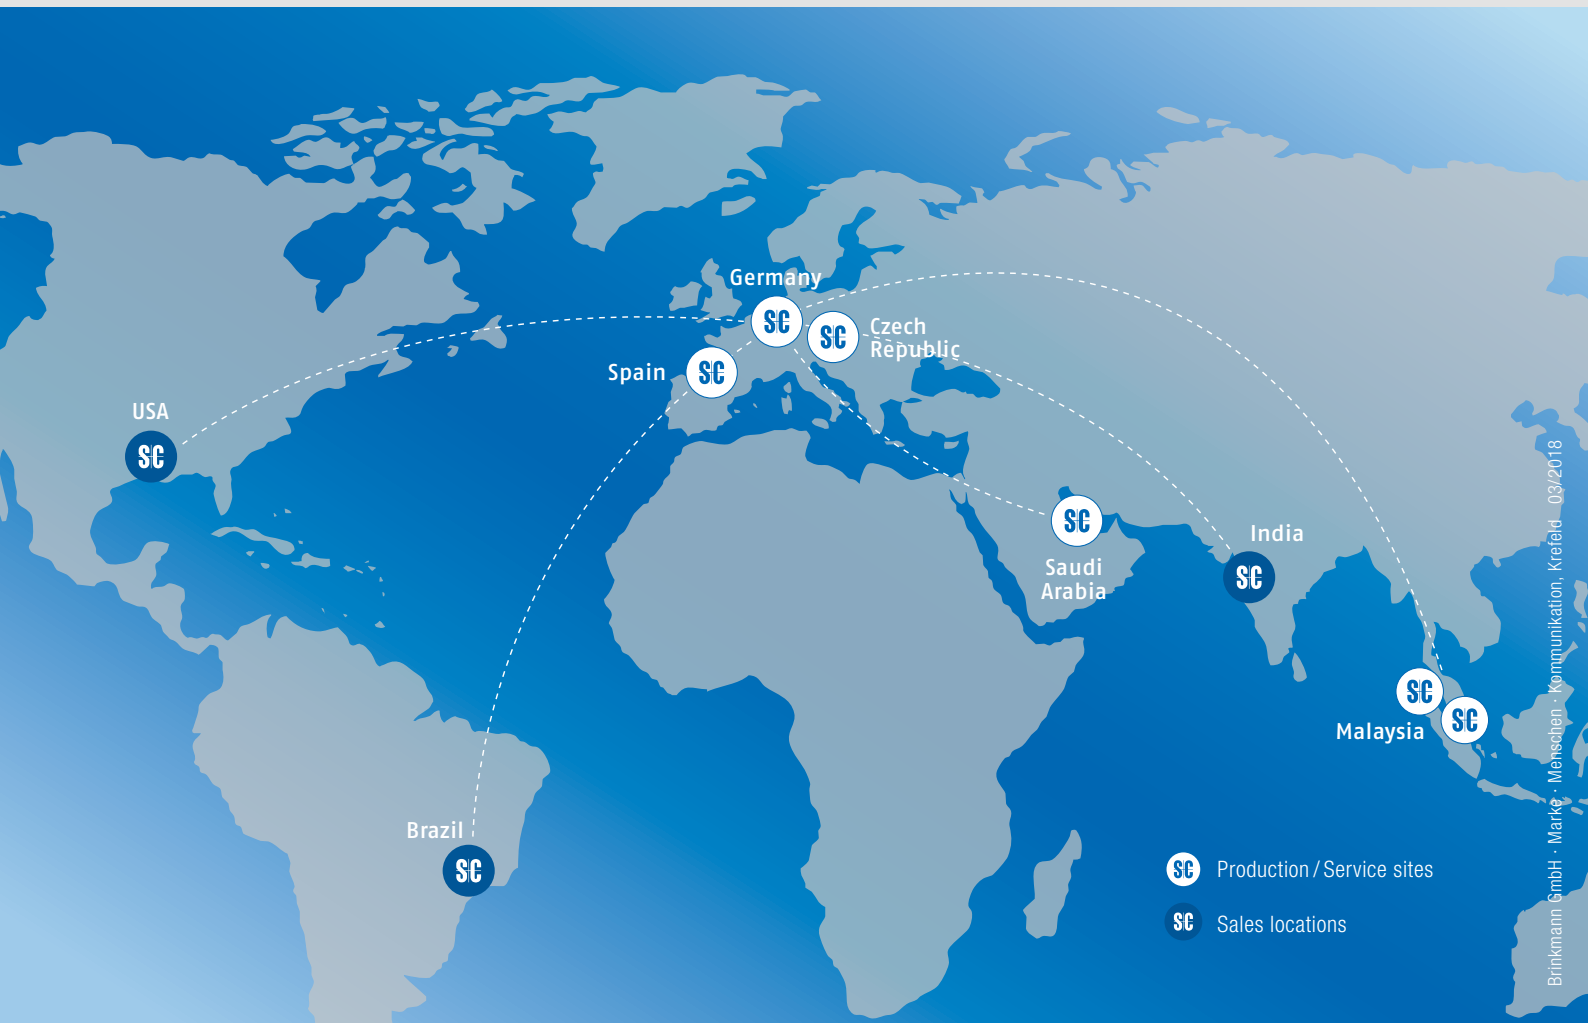 Germany
Czech
Republic
Spain
USA
India
Saudi
Arabia
Malaysia
Brazil
SC Production / Service sites
SC Sales locations
SC
SC
SC
SC
SC
SC
SC
SC
SC
Brinkmann GmbH · Marke · Menschen · Kommunikation, Krefeld 03/2018